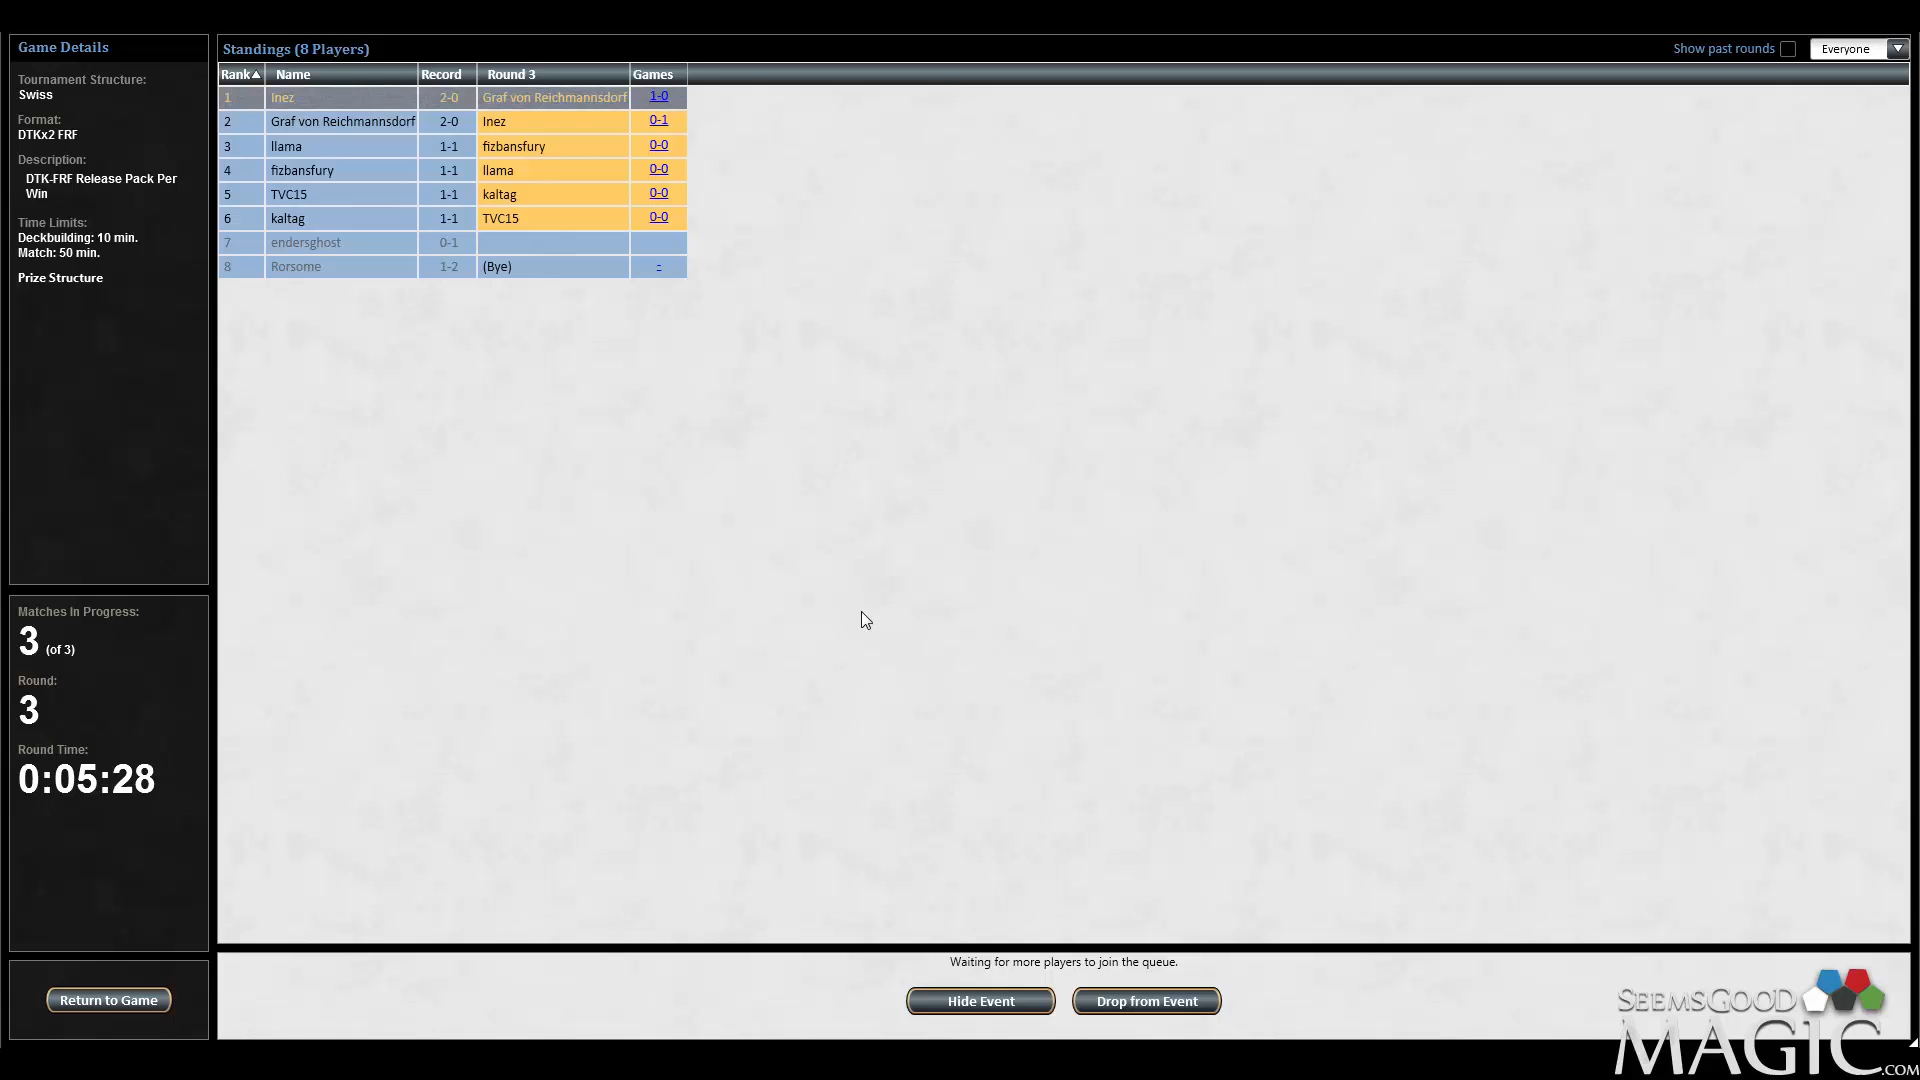 Game Details
Tournament Structure:
Swiss
Format:
DTKx2 FRF
Description:
DTK-FRF Release Pack Per
Win
Time Limits:
Deckbuilding: 10 min.
Match: 50 min.
Prize Structure
Matches In Progress:
3 (of 3)
Round:
3
Round Time:
0:05:28
Return to Game
Standings (8 Players)
Show past rounds
Everyone
Rank Name Record Round 3 Games
1 Inez 2-0 Graf von Reichmannsdorf 1-0
2 Graf von Reichmannsdorf 2-0 Inez 0-1
3 llama 1-1 fizbansfury 0-0
4 fizbansfury 1-1 llama 0-0
5 TVC15 1-1 kaltag 0-0
6 kaltag 1-1 TVC15 0-0
7 endersghost 0-1
8 Rorsome 1-2 (Bye) -
Waiting for more players to join the queue.
Hide Event
Drop from Event
SEEMSGOOD
MAGIC.COM